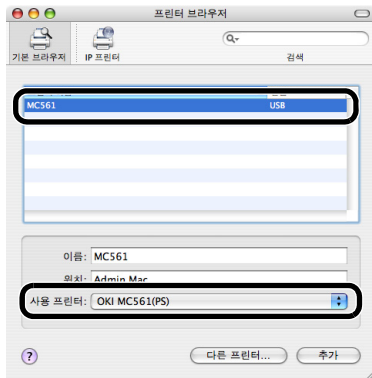 프린터 브라우저
기본 브라우저 IP 프린터 검색
MC561 USB
이름: MC561
위치: Admin Mac
사용 프린터: OKI MC561(PS)
? 다른 프린터... 추가